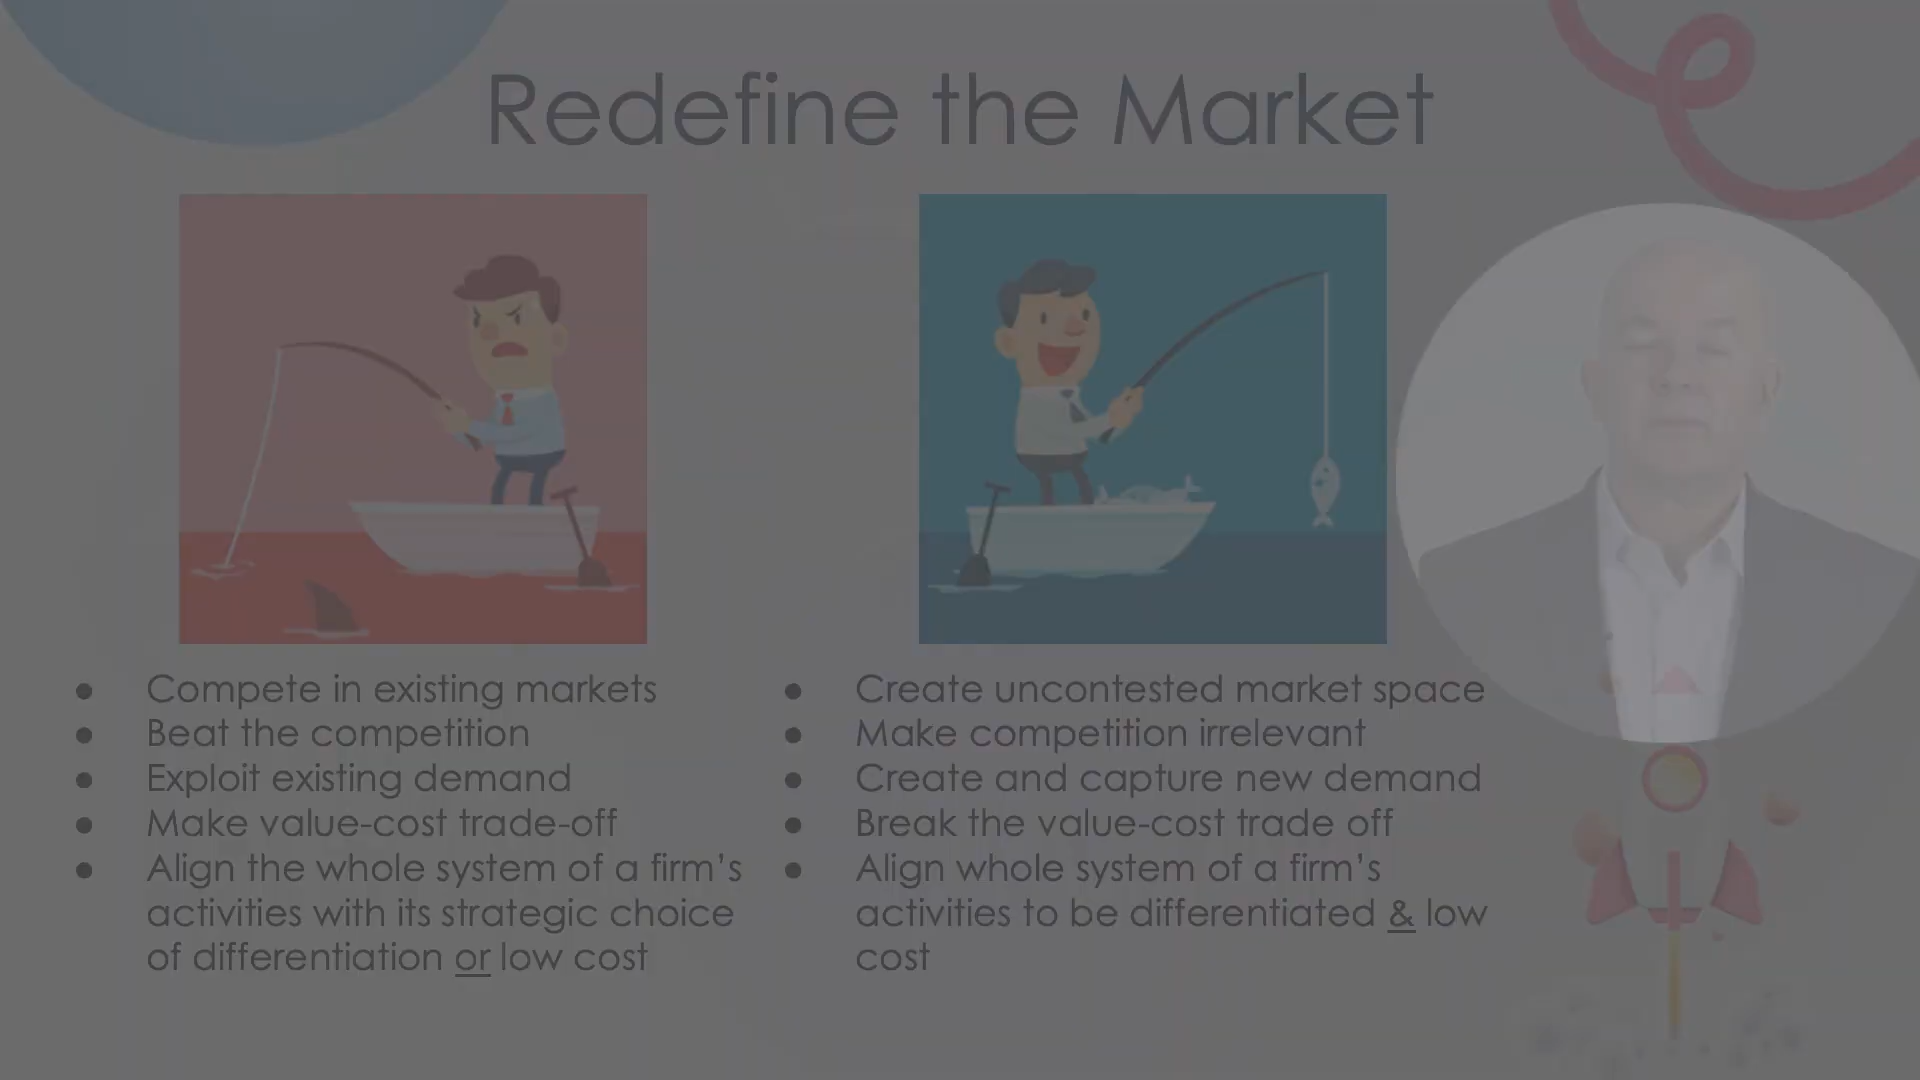 Redefine the Market
● Compete in existing markets
● Beat the competition
● Exploit existing demand
● Make value-cost trade-off
● Align the whole system of a firm’s
activities with its strategic choice
of differentiation or low cost
● Create uncontested market space
● Make competition irrelevant
● Create and capture new demand
● Break the value-cost trade off
● Align whole system of a firm’s
activities to be differentiated & low
cost